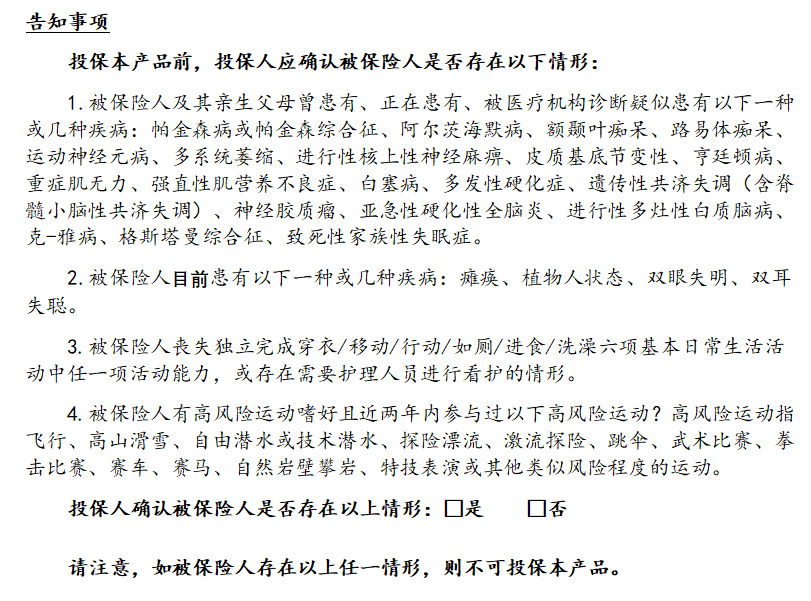 告知事项
投保本产品前，投保人应确认被保险人是否存在以下情形：
1.被保险人及其亲生父母曾患有、正在患有、被医疗机构诊断疑似患有以下一种
或几种疾病：帕金森病或帕金森综合征、阿尔茨海默病、额颞叶痴呆、路易体痴呆、
运动神经元病、多系统萎缩、进行性核上性神经麻痹、皮质基底节变性、亨廷顿病、
重症肌无力、强直性肌营养不良症、白塞病、多发性硬化症、遗传性共济失调（含脊
髓小脑性共济失调）、神经胶质瘤、亚急性硬化性全脑炎、进行性多灶性白质脑病、
克-雅病、格斯塔曼综合征、致死性家族性失眠症。
2.被保险人目前患有以下一种或几种疾病：瘫痪、植物人状态、双眼失明、双耳
失聪。
3.被保险人丧失独立完成穿衣/移动/行动/如厕/进食/洗澡六项基本日常生活活
动中任一项活动能力，或存在需要护理人员进行看护的情形。
4.被保险人有高风险运动嗜好且近两年内参与过以下高风险运动？高风险运动指
飞行、高山滑雪、自由潜水或技术潜水、探险漂流、激流探险、跳伞、武术比赛、拳
击比赛、赛车、赛马、自然岩壁攀岩、特技表演或其他类似风险程度的运动。
投保人确认被保险人是否存在以上情形：□是 □否
请注意，如被保险人存在以上任一情形，则不可投保本产品。